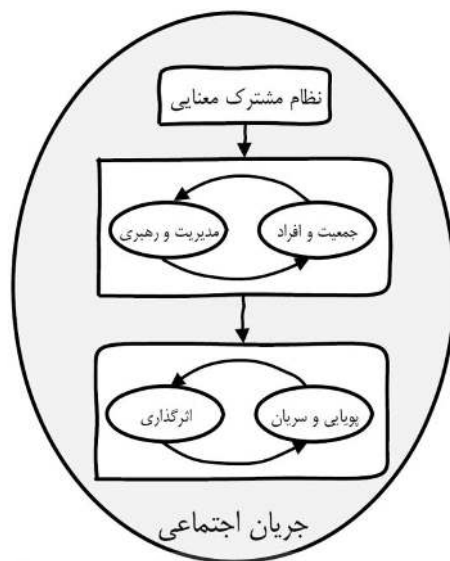 نظام مشترک معنایی
جمعیت و افراد
مدیریت و رهبری
پویایی و سریان
اثرگذاری
جریان اجتماعی